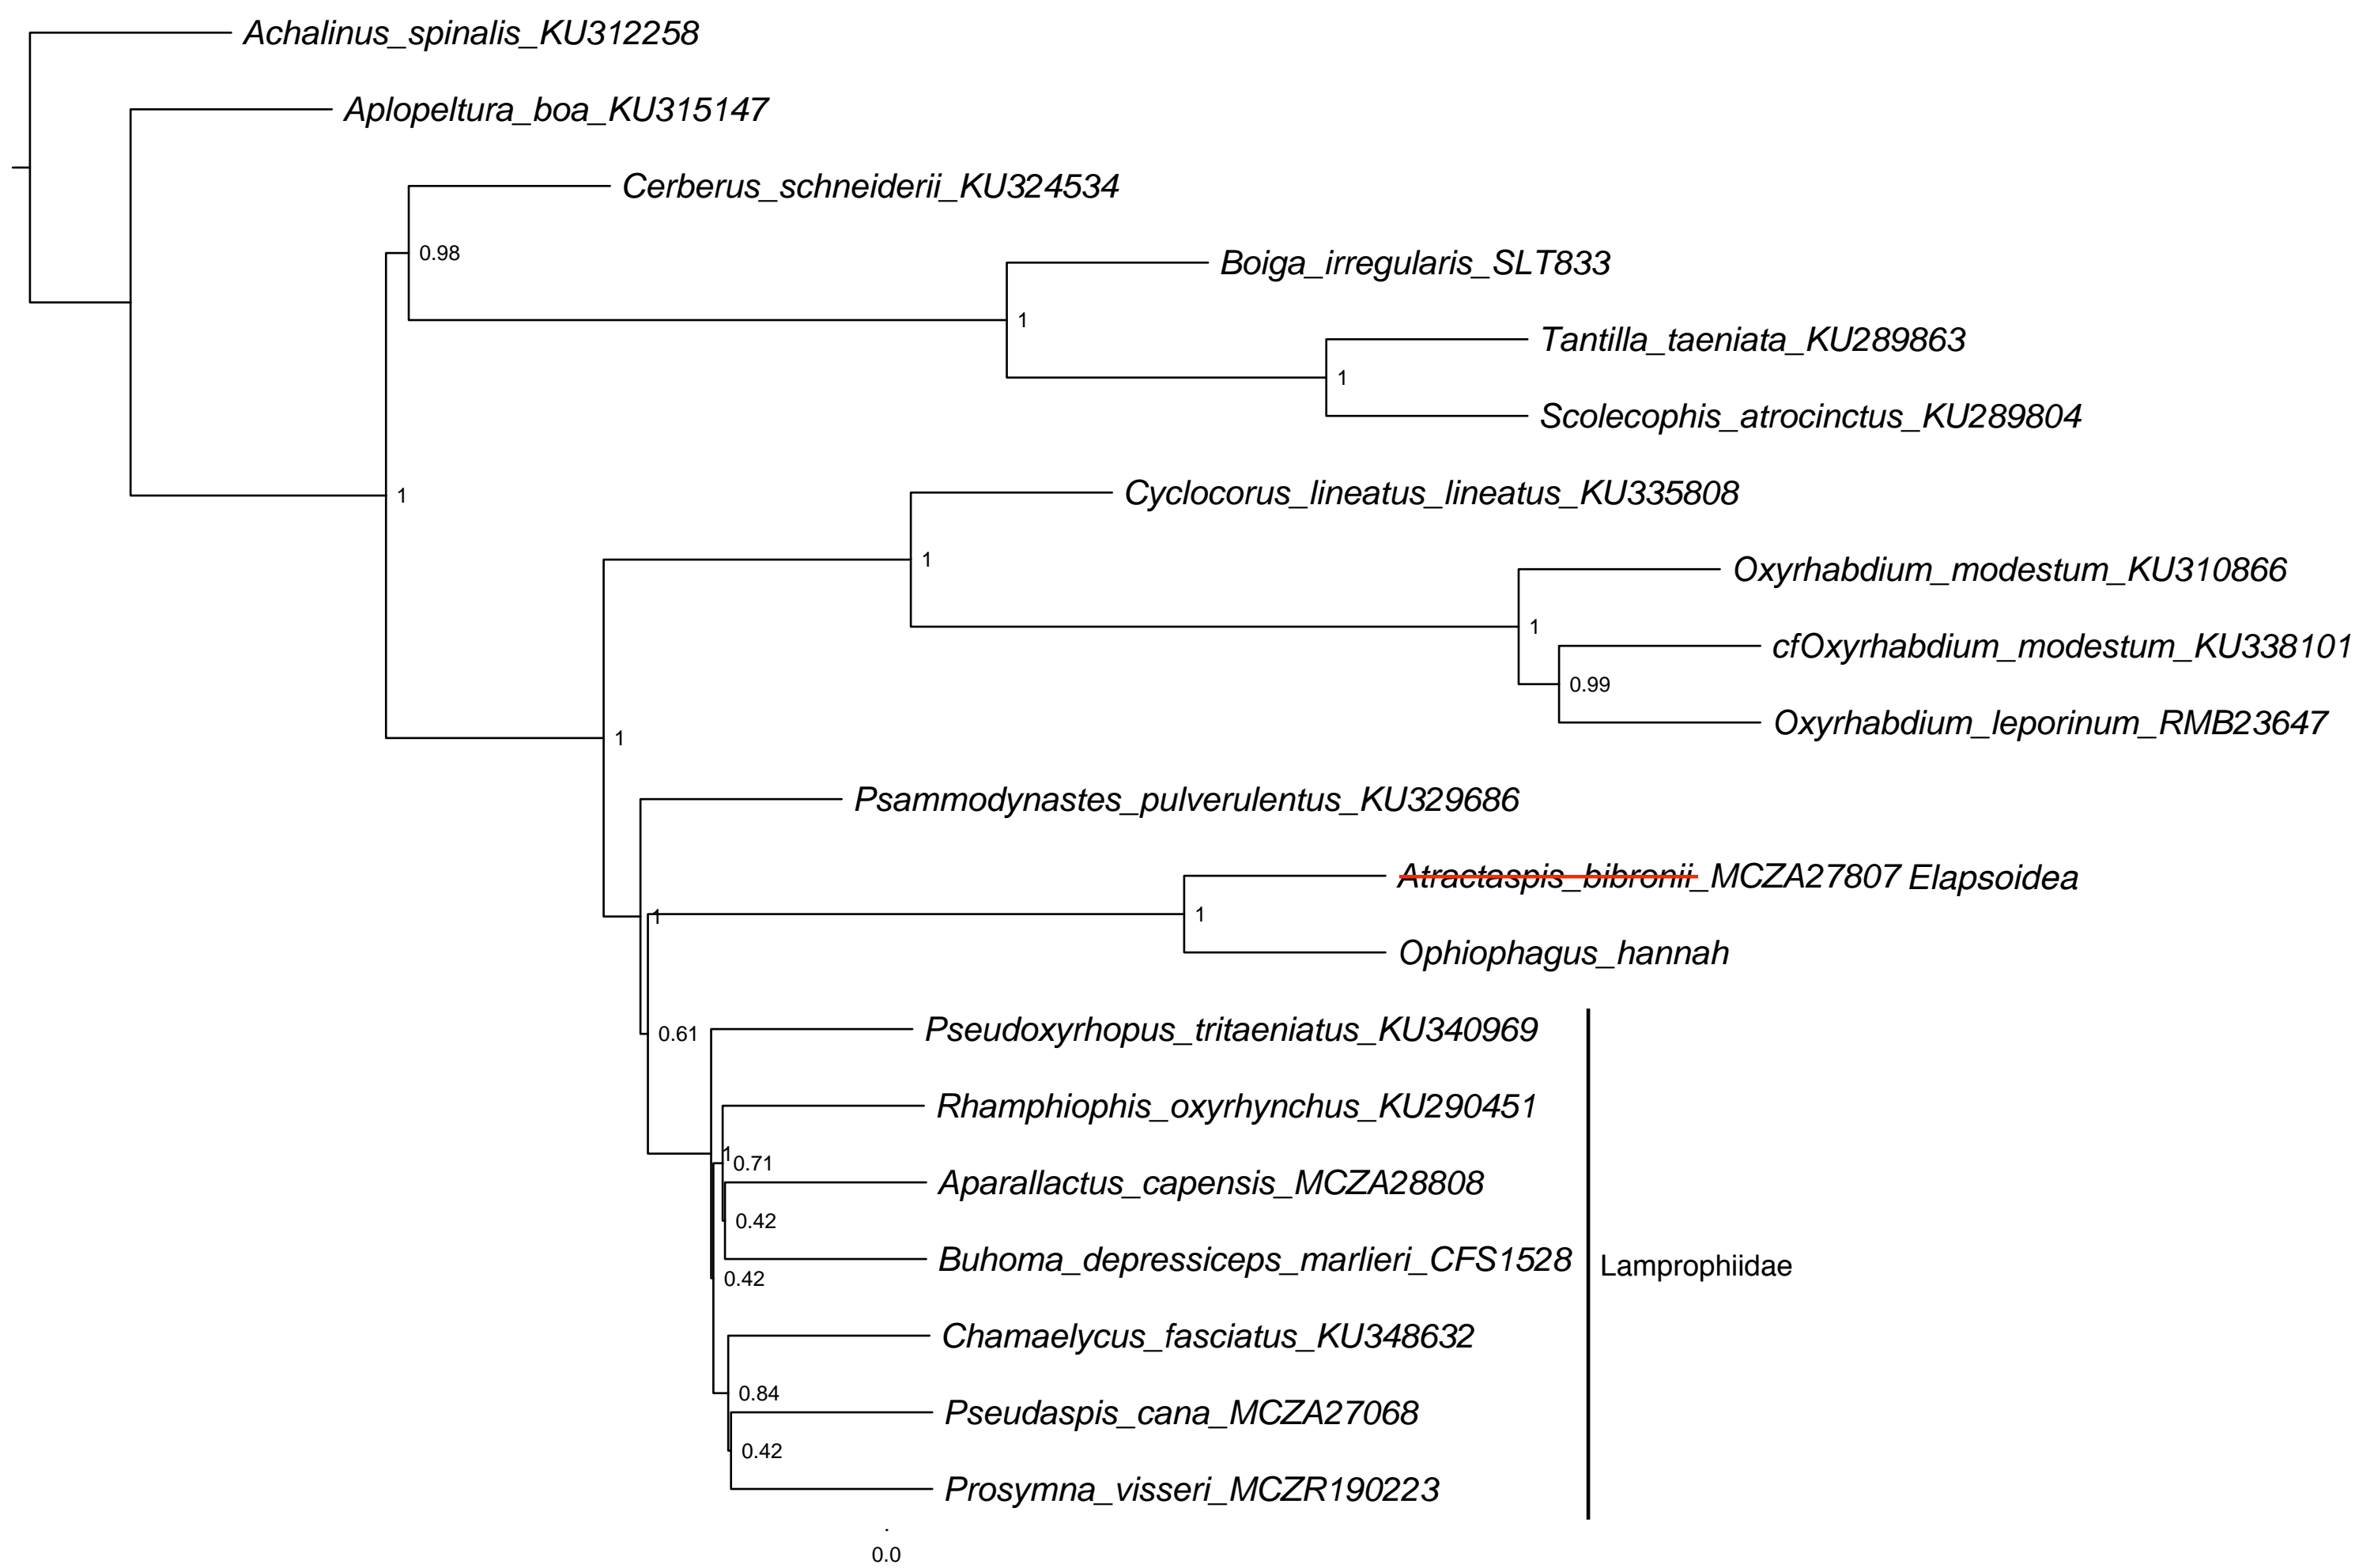 Achalinus_spinalis_KU312258
Aplopeltura_boa_KU315147
Cerberus_schneiderii_KU324534
0.98
Boiga_irregularis_SLT833
1
Tantilla_taeniata_KU289863
1
Scolecophis_atrocinctus_KU289804
Cyclocorus_lineatus_lineatus_KU335808
1
1
Oxyrhabdium_modestum_KU310866
1
cfOxyrhabdium_modestum_KU338101
0.99
Oxyrhabdium_leporinum_RMB23647
1
Psammodynastes_pulverulentus_KU329686
Atractaspis_bibronii_MCZA27807 Elapsoidea
1
1
Ophiophagus_hannah
Pseudoxyrhopus_tritaeniatus_KU340969
0.61
Rhamphiophis_oxyrhynchus_KU290451
1
0.71
Aparallactus_capensis_MCZA28808
0.42
Buhoma_depressiceps_marlieri_CFS1528
Lamprophiidae
0.42
Chamaelycus_fasciatus_KU348632
0.84
Pseudaspis_cana_MCZA27068
0.42
Prosymna_visseri_MCZR190223
0.0